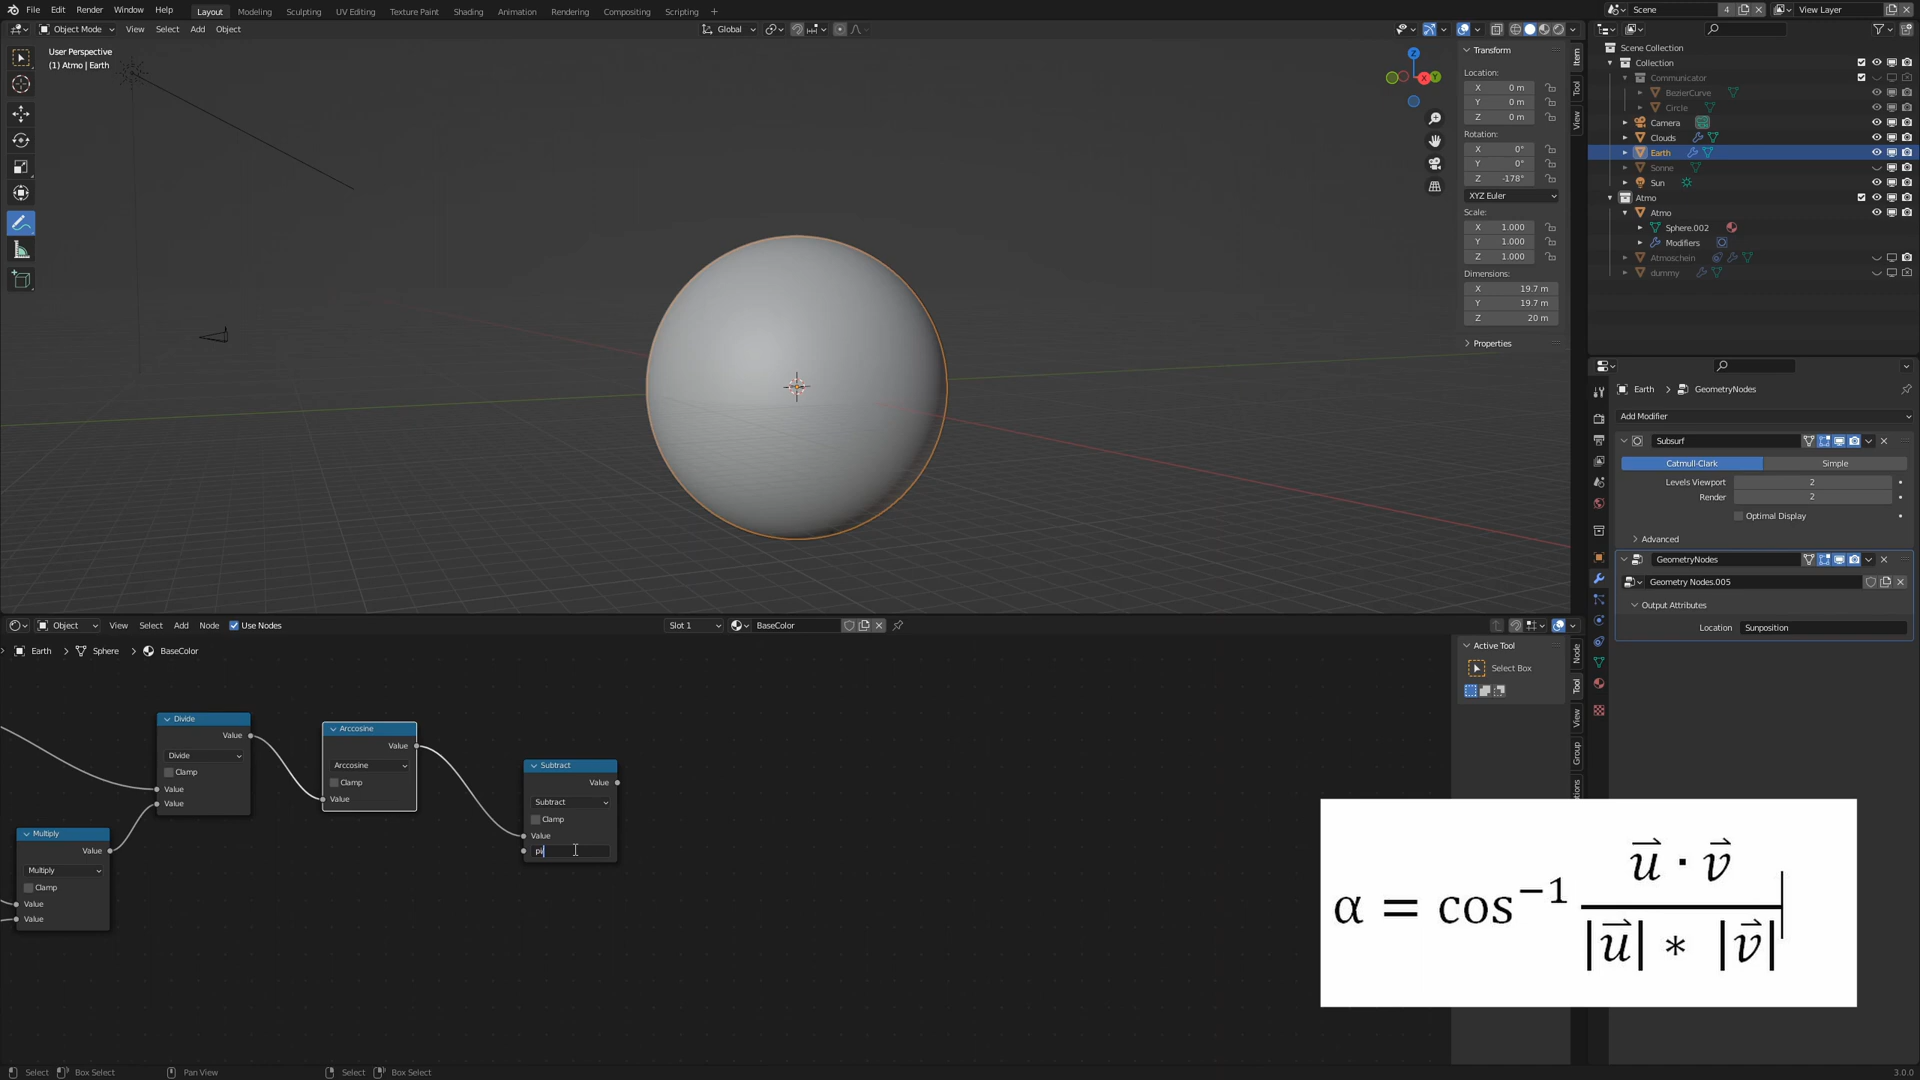 File Edit Render Window Help
Layout Modeling Sculpting UV Editing Texture Paint Shading Animation Rendering Compositing Scripting
Scene 4 View Layer
Object Mode View Select Add Object Global
User Perspective
(1) Atmo | Earth
Z
X Y
Transform
Location:
X 0 m
Y 0 m
Z 0 m
Rotation:
X 0°
Y 0°
Z -178°
XYZ Euler
Scale:
X 1.000
Y 1.000
Z 1.000
Dimensions:
X 19.7 m
Y 19.7 m
Z 20 m
Properties
Item
Tool
View
Scene Collection
Collection
Communicator
BezierCurve
Circle
Camera
Clouds
Earth
Sonne
Sun
Atmo
Atmo
Sphere.002
Modifiers
Atmoschein
dummy
Earth > GeometryNodes
Add Modifier
Subsurf
Catmull-Clark Simple
Levels Viewport 2
Render 2
Optimal Display
Advanced
GeometryNodes
Geometry Nodes.005
Output Attributes
Location Sunposition
Object View Select Add Node Use Nodes Slot 1 BaseColor
Earth > Sphere > BaseColor
Divide
Value
Divide
Clamp
Value
Value
Multiply
Value
Multiply
Clamp
Value
Value
Arccosine
Value
Arccosine
Clamp
Value
Subtract
Value
Subtract
Clamp
Value
pi
Active Tool
Select Box
Node
Tool
View
Group
α = cos⁻¹ u⃗ · v⃗
|u⃗| * |v⃗|
Select Box Select Pan View Select Box Select 3.0.0